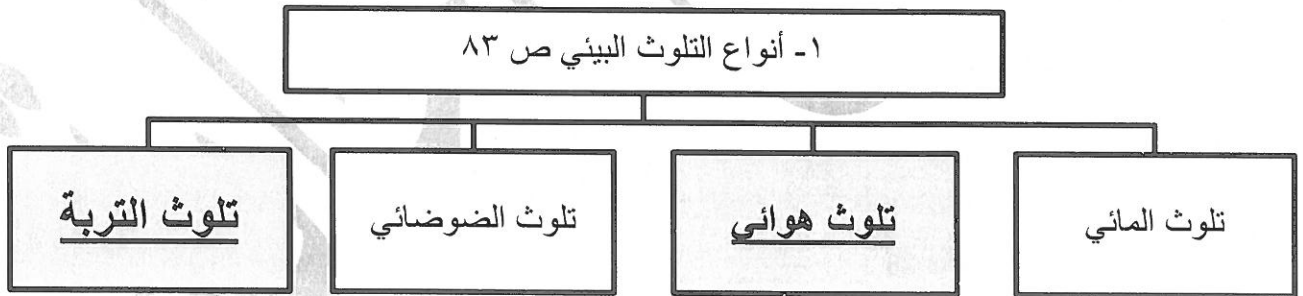 ١- أنواع التلوث البيئي ص ٨٣
تلوث المائي
تلوث هوائي
تلوث الضوضائي
تلوث التربة